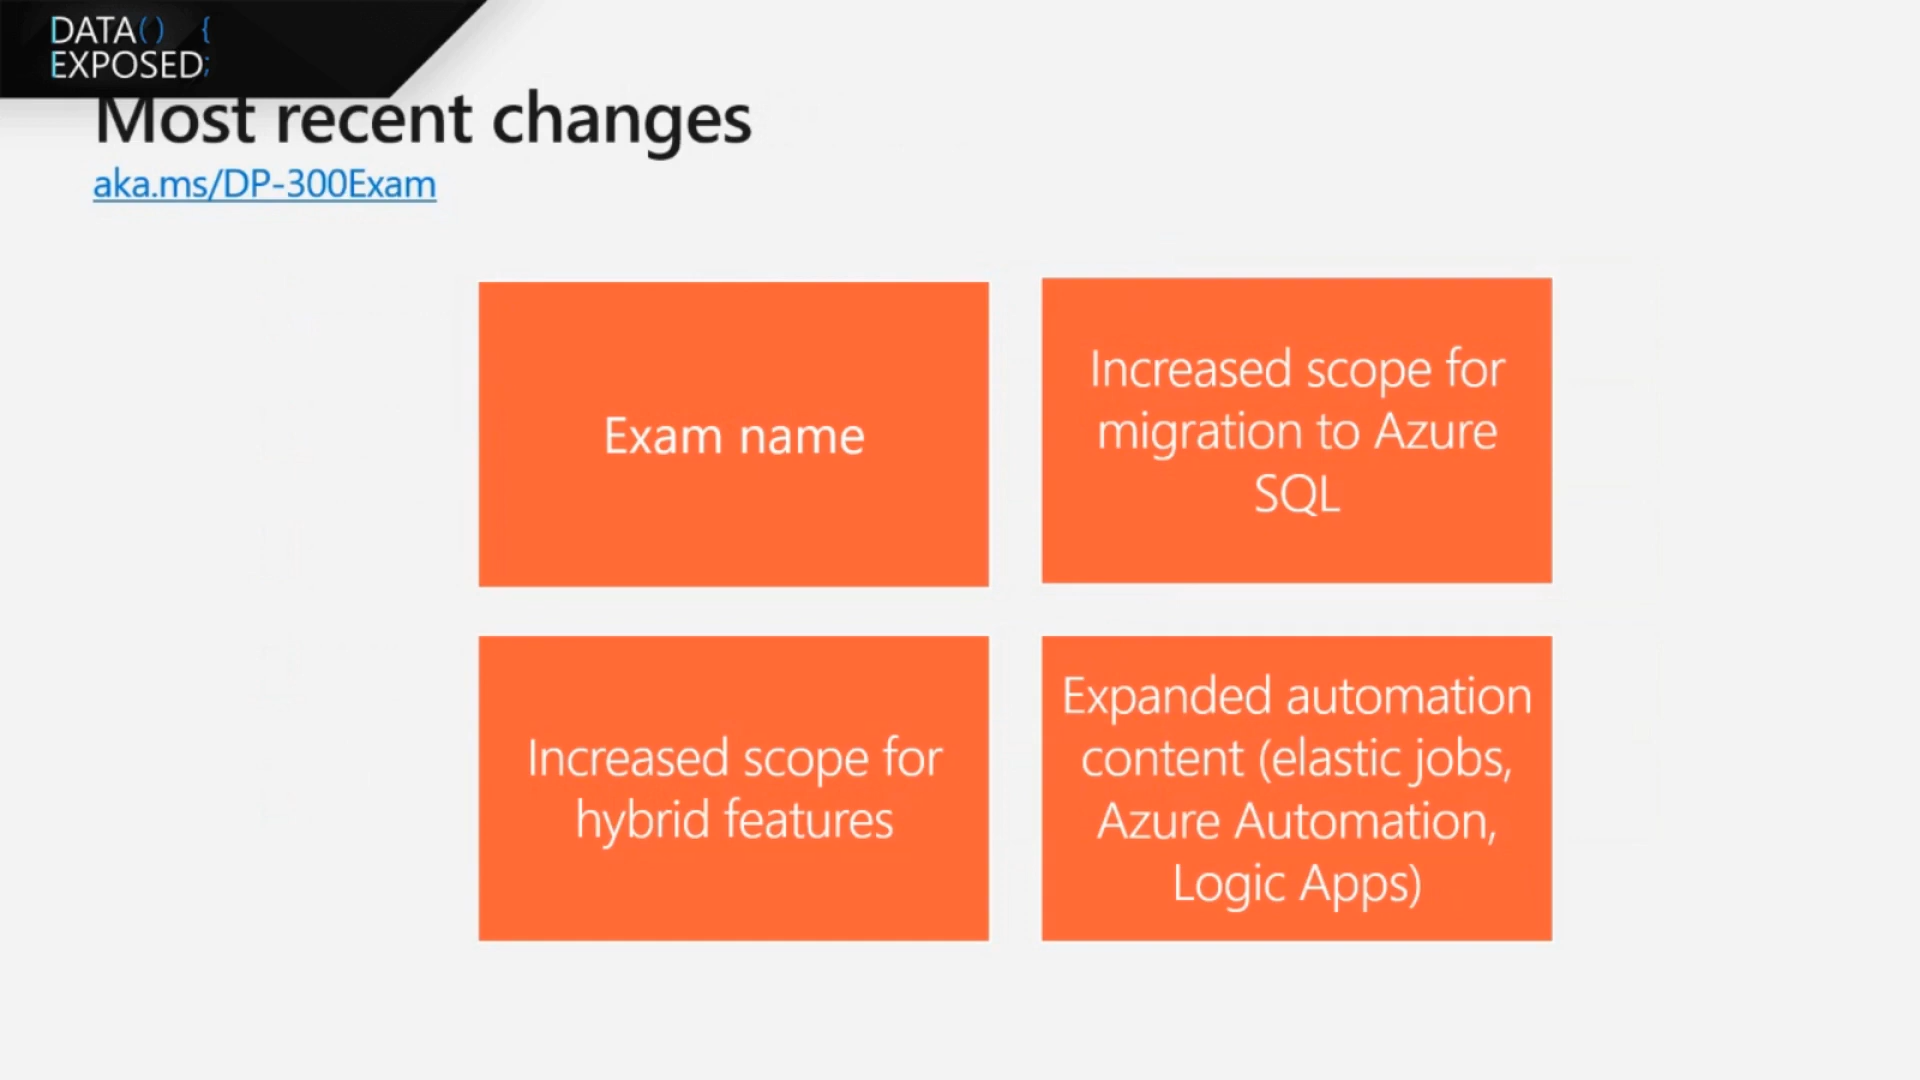 DATA() {
EXPOSED;
Most recent changes
aka.ms/DP-300Exam
Exam name
Increased scope for
migration to Azure
SQL
Increased scope for
hybrid features
Expanded automation
content (elastic jobs,
Azure Automation,
Logic Apps)